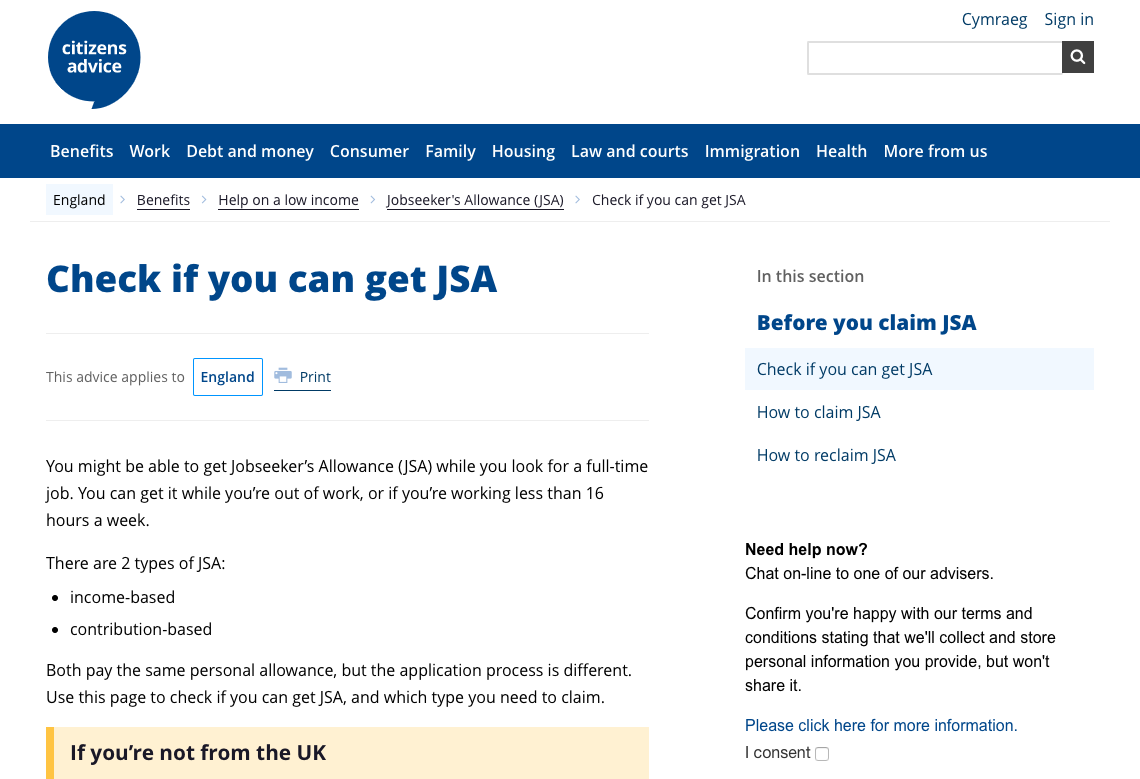 citizens
advice
Cymraeg Sign in
Benefits Work Debt and money Consumer Family Housing Law and courts Immigration Health More from us
England Benefits Help on a low income Jobseeker's Allowance (JSA) Check if you can get JSA
Check if you can get JSA
This advice applies to England Print
You might be able to get Jobseeker’s Allowance (JSA) while you look for a full-time
job. You can get it while you’re out of work, or if you’re working less than 16
hours a week.
There are 2 types of JSA:
• income-based
• contribution-based
Both pay the same personal allowance, but the application process is different.
Use this page to check if you can get JSA, and which type you need to claim.
If you’re not from the UK
In this section
Before you claim JSA
Check if you can get JSA
How to claim JSA
How to reclaim JSA
Need help now?
Chat on-line to one of our advisers.
Confirm you're happy with our terms and
conditions stating that we'll collect and store
personal information you provide, but won't
share it.
Please click here for more information.
I consent